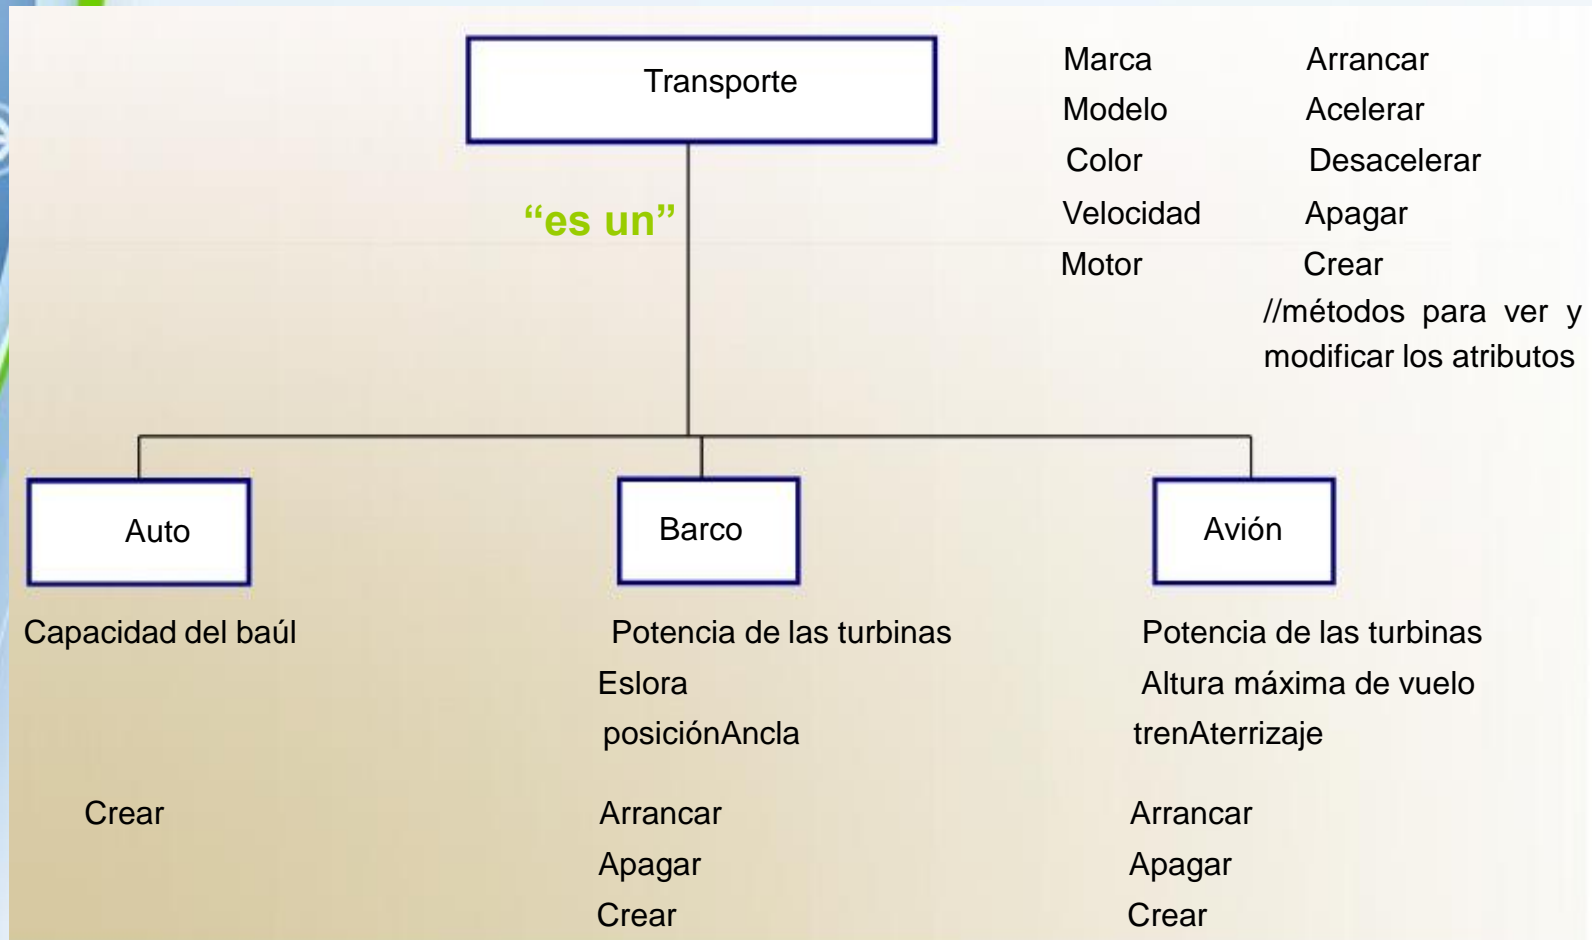 Transporte
Marca Arrancar
Modelo Acelerar
Color Desacelerar
“es un”
Velocidad Apagar
Motor Crear
//métodos para ver y
modificar los atributos
Auto Barco Avión
Capacidad del baúl Potencia de las turbinas Potencia de las turbinas
Eslora Altura máxima de vuelo
posiciónAncla trenAterrizaje
Crear Arrancar Arrancar
Apagar Apagar
Crear Crear